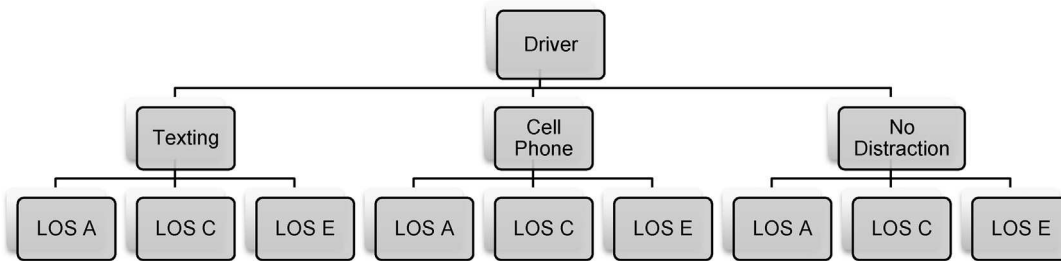 Driver
Texting
Cell
Phone
No
Distraction
LOS A
LOS C
LOS E
LOS A
LOS C
LOS E
LOS A
LOS C
LOS E